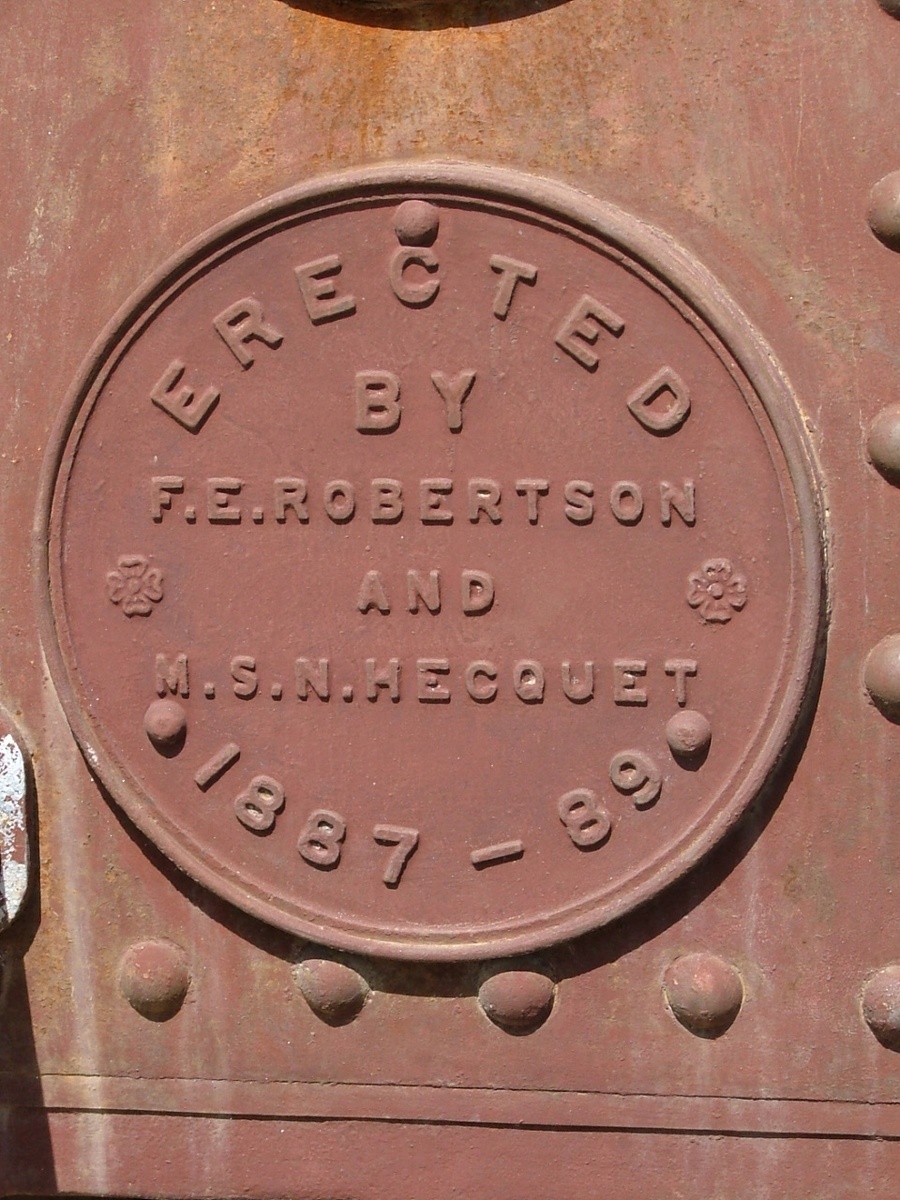 ERECTED
BY
F.E.ROBERTSON
AND
M.S.N.HECQUET
1887-89